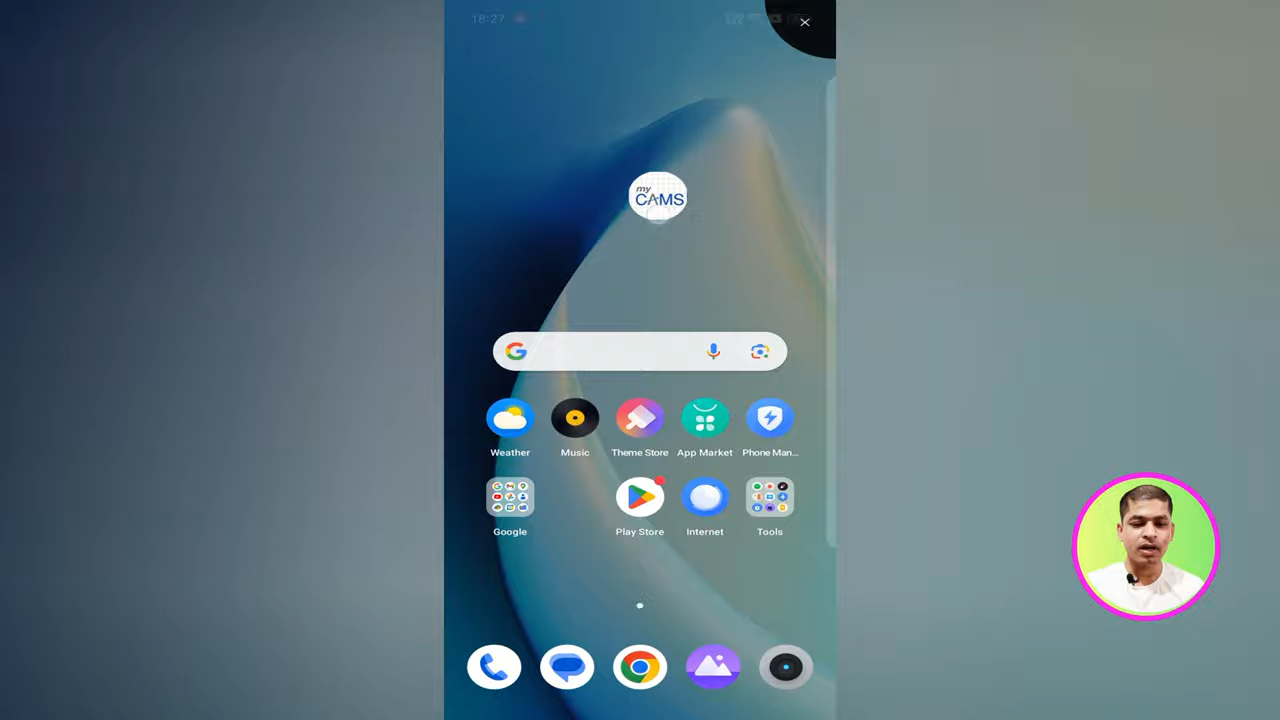 18:27
my
CAMS
Weather
Music
Theme Store
App Market
Phone Man...
Google
Play Store
Internet
Tools